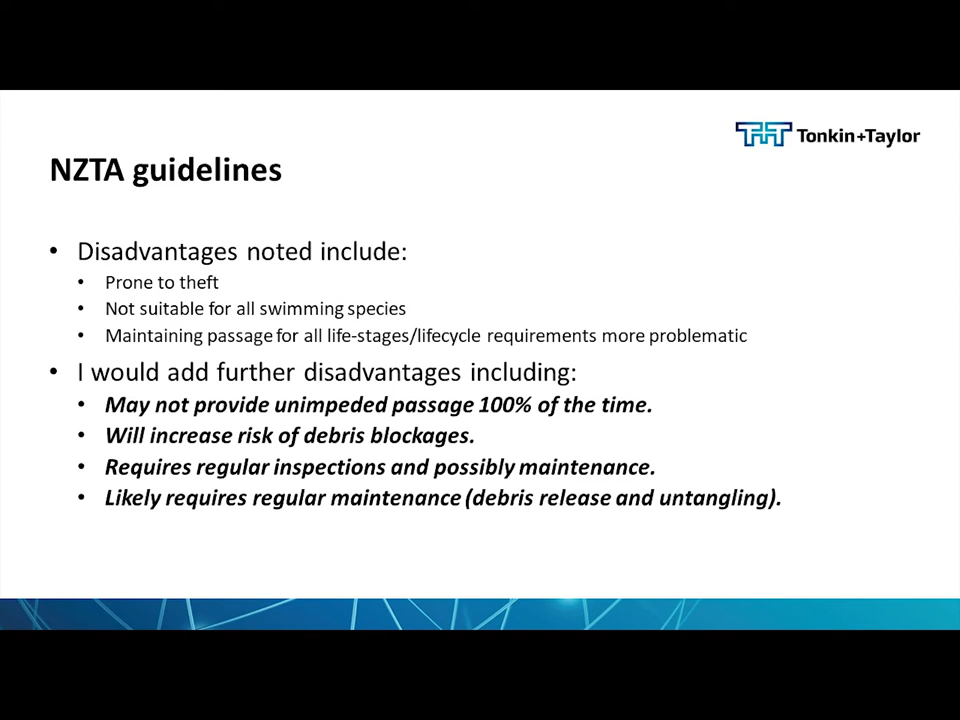 Tonkin+Taylor
NZTA guidelines
• Disadvantages noted include:
• Prone to theft
• Not suitable for all swimming species
• Maintaining passage for all life-stages/lifecycle requirements more problematic
• I would add further disadvantages including:
• May not provide unimpeded passage 100% of the time.
• Will increase risk of debris blockages.
• Requires regular inspections and possibly maintenance.
• Likely requires regular maintenance (debris release and untangling).